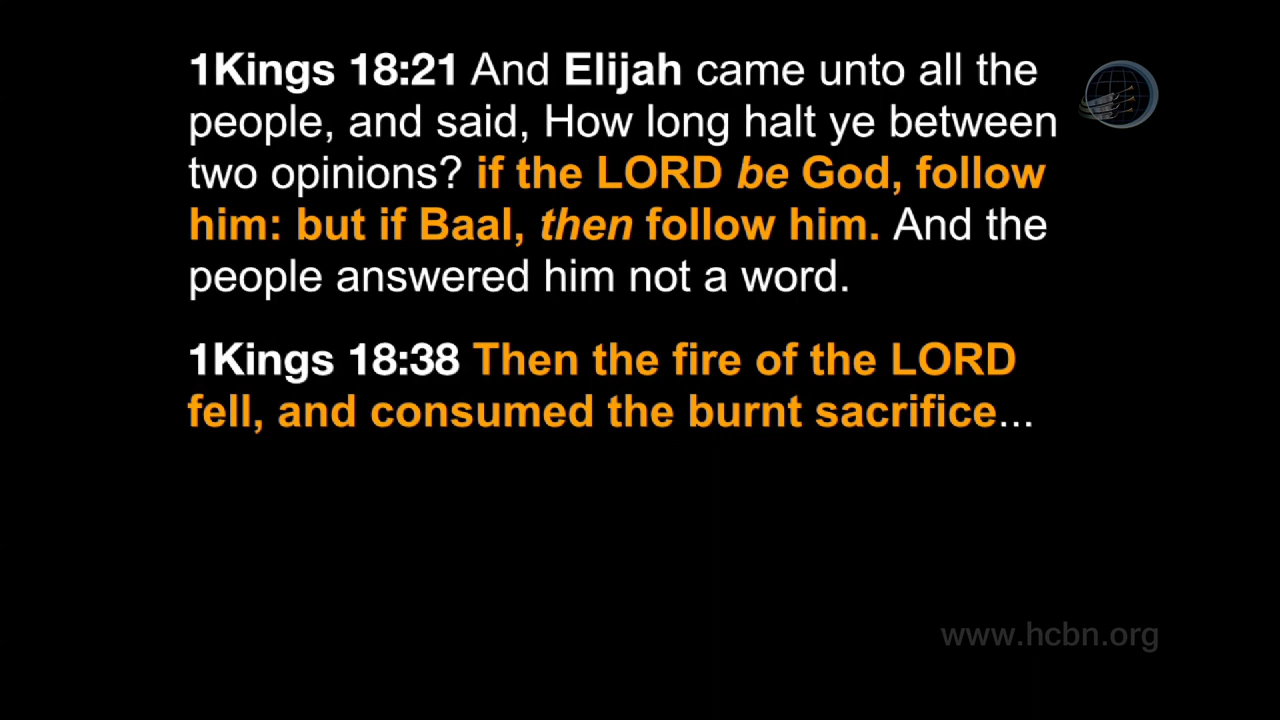 1Kings 18:21 And Elijah came unto all the
people, and said, How long halt ye between
two opinions? if the LORD be God, follow
him: but if Baal, then follow him. And the
people answered him not a word.
1Kings 18:38 Then the fire of the LORD
fell, and consumed the burnt sacrifice...
www.hcbn.org